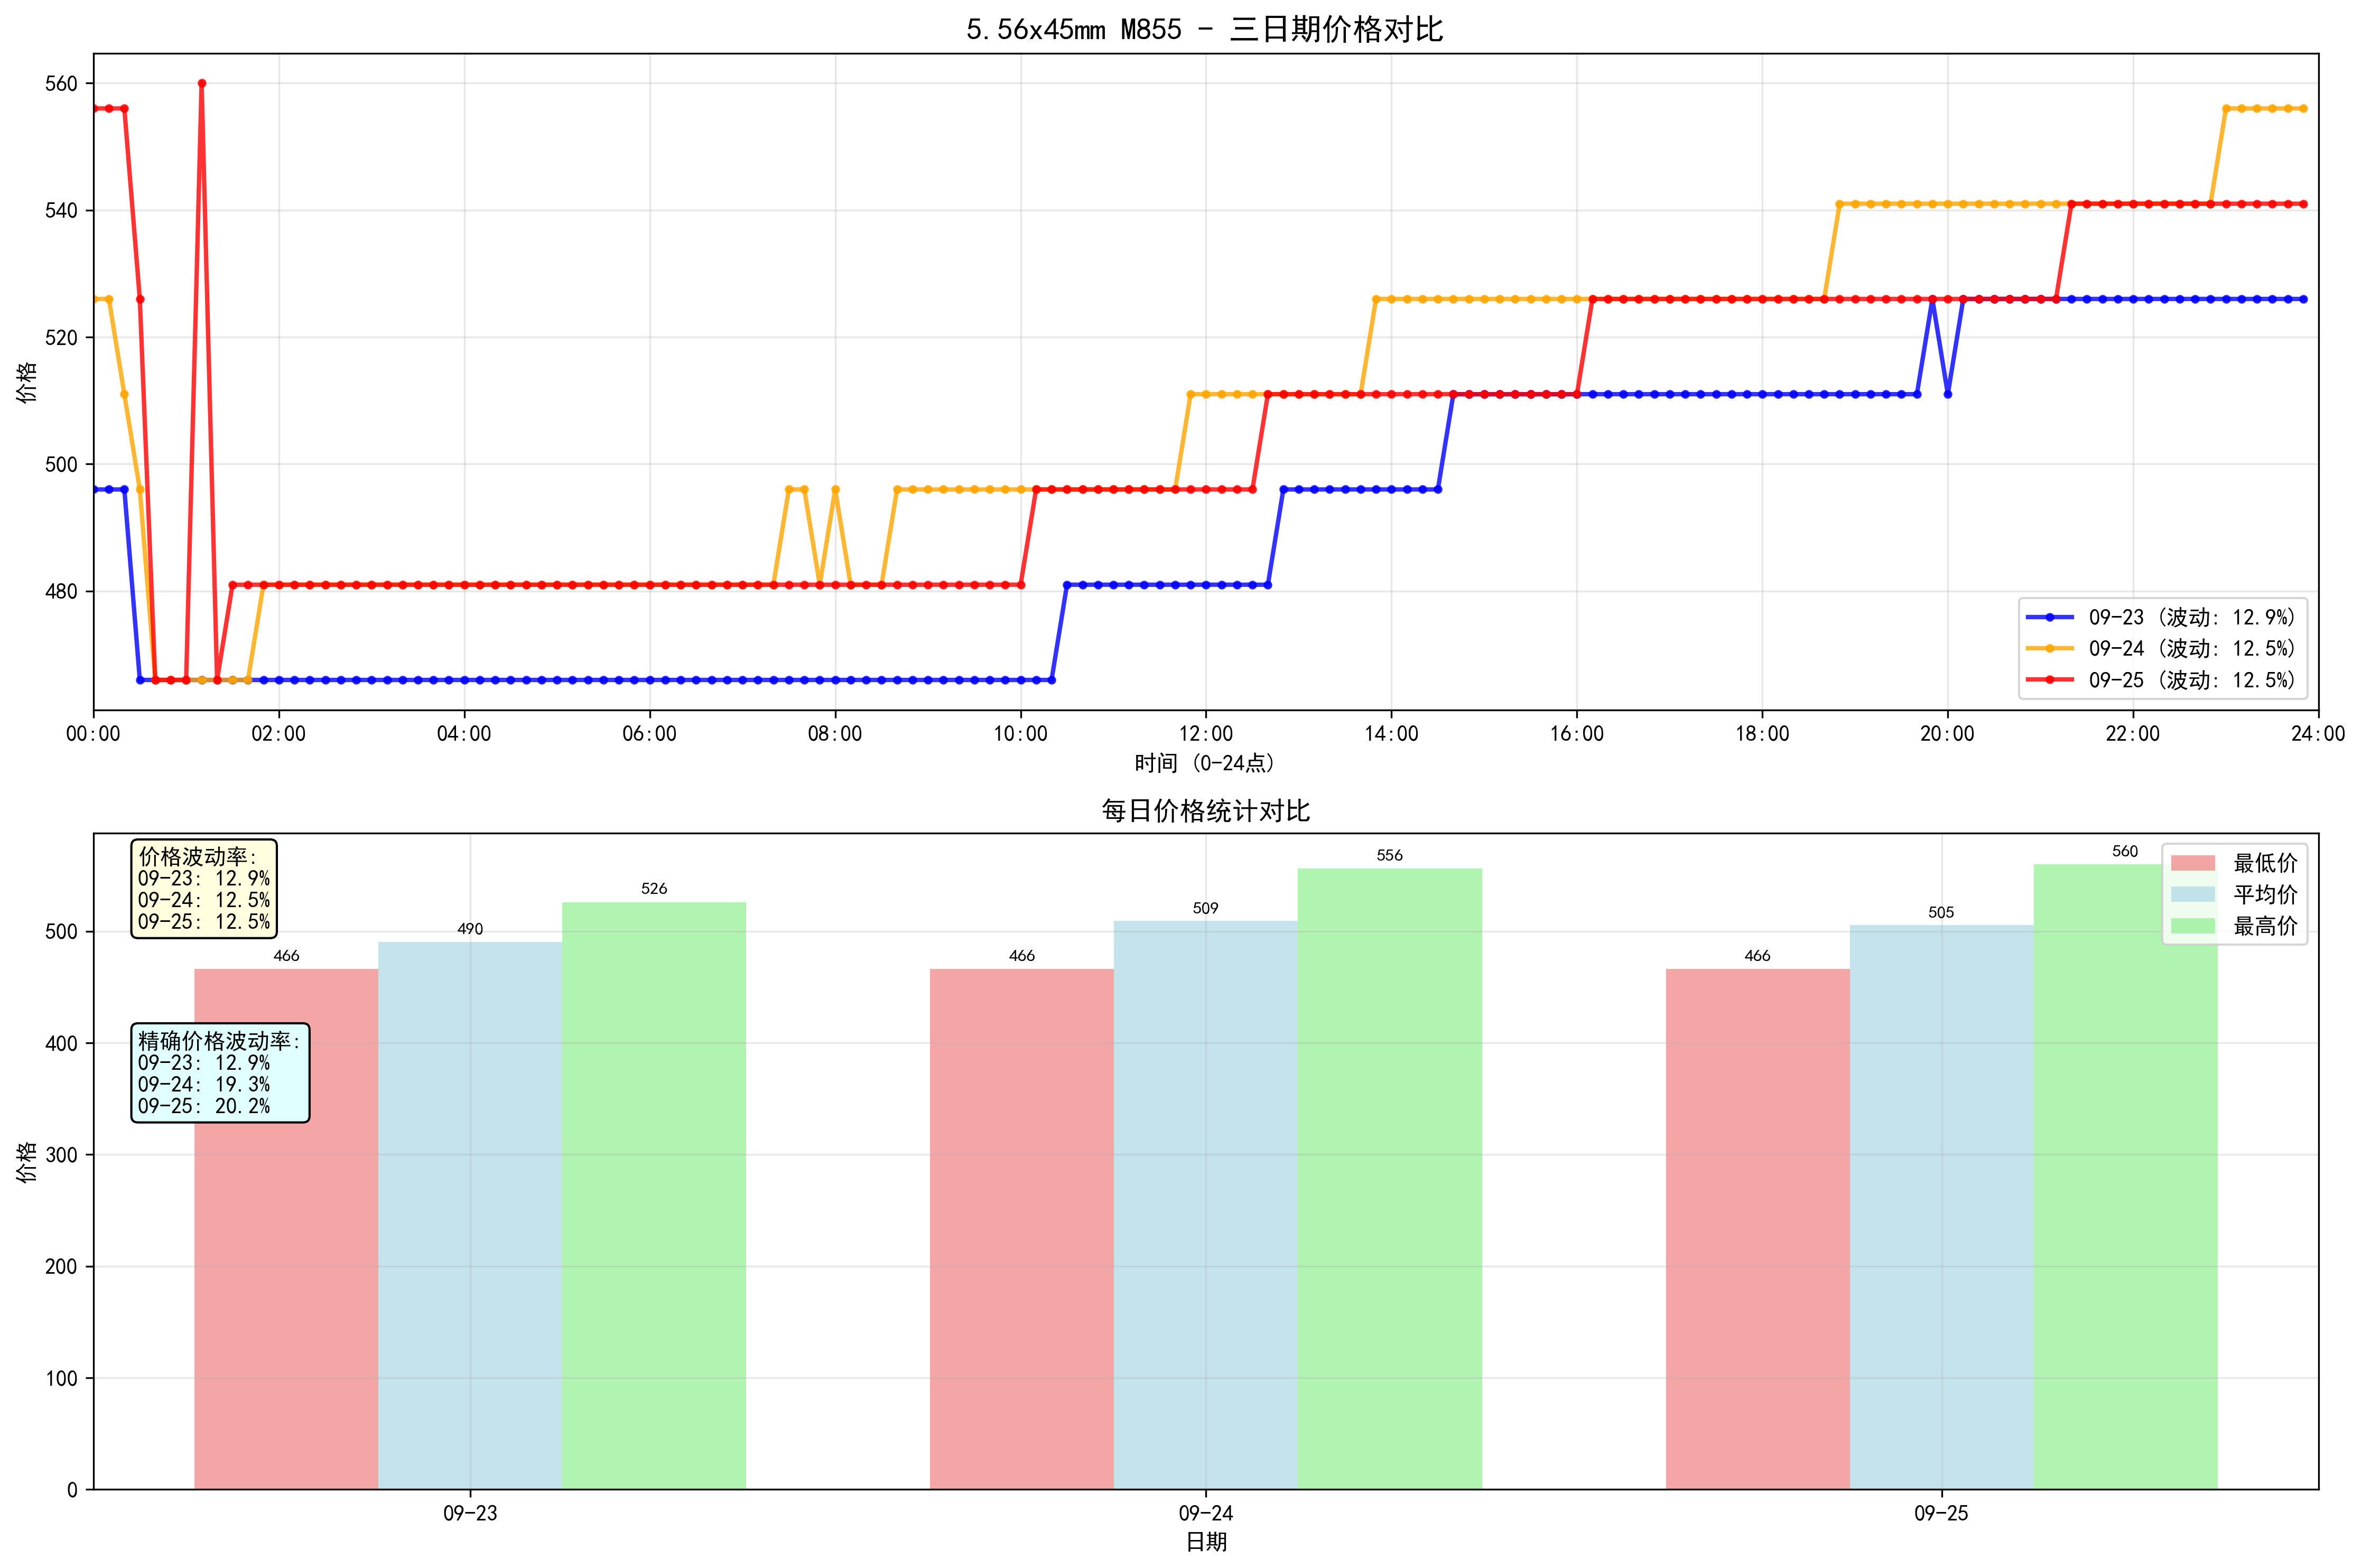 5.56x45mm M855 - 三日期价格对比
560
540
520
500
480
价格
09-23 (波动: 12.9%)
09-24 (波动: 12.5%)
09-25 (波动: 12.5%)
00:00 02:00 04:00 06:00 08:00 10:00 12:00 14:00 16:00 18:00 20:00 22:00 24:00
时间 (0-24点)
每日价格统计对比
价格波动率:
09-23: 12.9%
09-24: 12.5%
09-25: 12.5%
精确价格波动率:
09-23: 12.9%
09-24: 19.3%
09-25: 20.2%
466 490 526
466 509 556
466 505 560
最低价
平均价
最高价
500
400
300
200
100
0
价格
09-23 09-24 09-25
日期